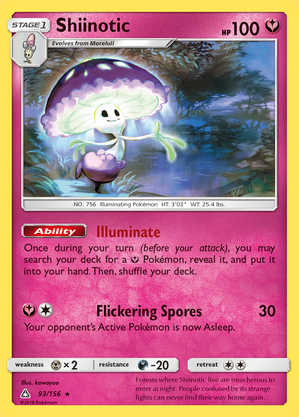 STAGE 1 Shiinotic HP 100
Evolves from Morelull
NO. 756 Illuminating Pokémon HT: 3'03" WT: 25.4 lbs.
Ability Illuminate
Once during your turn (before your attack), you may
search your deck for a Pokémon, reveal it, and put it
into your hand. Then, shuffle your deck.
Flickering Spores 30
Your opponent's Active Pokémon is now Asleep.
weakness ×2 resistance -20 retreat
Illus. kawayoo
93/156
©2018 Pokémon
Forests where Shiinotic live are treacherous to
enter at night. People confused by its strange
lights can never find their way home again.